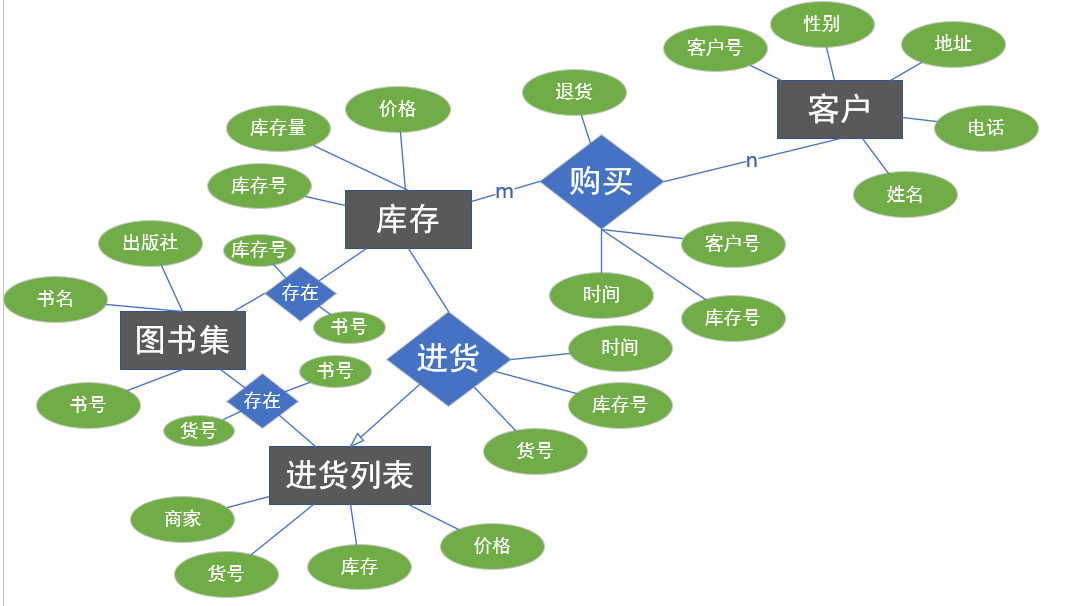 性别
客户号
地址
客户
电话
姓名
退货
价格
库存量
库存号
库存
m
购买
n
客户号
时间
库存号
出版社
库存号
存在
书号
书名
图书集
书号
书号
存在
货号
进货
时间
库存号
货号
进货列表
商家
货号
库存
价格